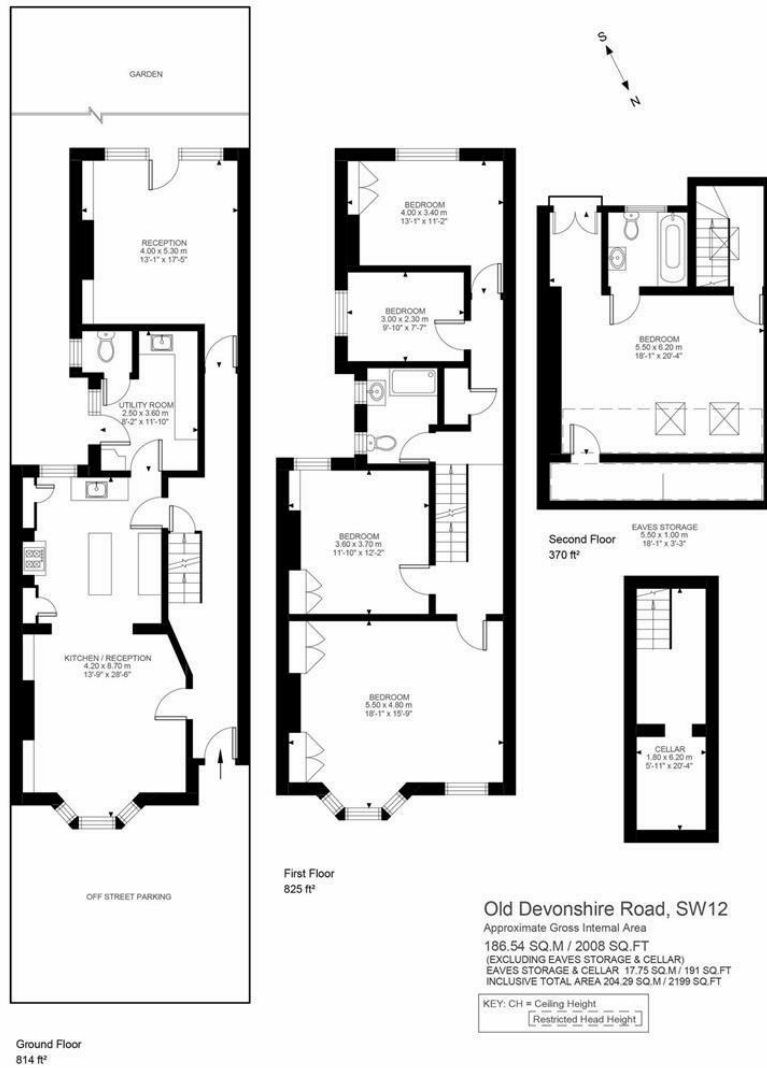 GARDEN
RECEPTION
4.00 x 5.30 m
13'-1" x 17'-5"
UTILITY ROOM
2.50 x 3.60 m
8'-2" x 11'-10"
KITCHEN / RECEPTION
4.20 x 8.70 m
13'-9" x 28'-6"
OFF STREET PARKING
Ground Floor
814 ft²
BEDROOM
4.00 x 3.40 m
13'-1" x 11'-2"
BEDROOM
3.00 x 2.30 m
9'-10" x 7'-7"
BEDROOM
3.60 x 3.70 m
11'-10" x 12'-2"
BEDROOM
5.50 x 4.80 m
18'-1" x 15'-9"
First Floor
825 ft²
S
N
BEDROOM
5.50 x 6.20 m
18'-1" x 20'-4"
EAVES STORAGE
5.50 x 1.00 m
18'-1" x 3'-3"
Second Floor
370 ft²
CELLAR
1.80 x 6.20 m
5'-11" x 20'-4"
Old Devonshire Road, SW12
Approximate Gross Internal Area
186.54 SQ.M / 2008 SQ.FT
(EXCLUDING EAVES STORAGE & CELLAR)
EAVES STORAGE & CELLAR 17.75 SQ.M / 191 SQ.FT
INCLUSIVE TOTAL AREA 204.29 SQ.M / 2199 SQ.FT
KEY: CH = Ceiling Height
Restricted Head Height